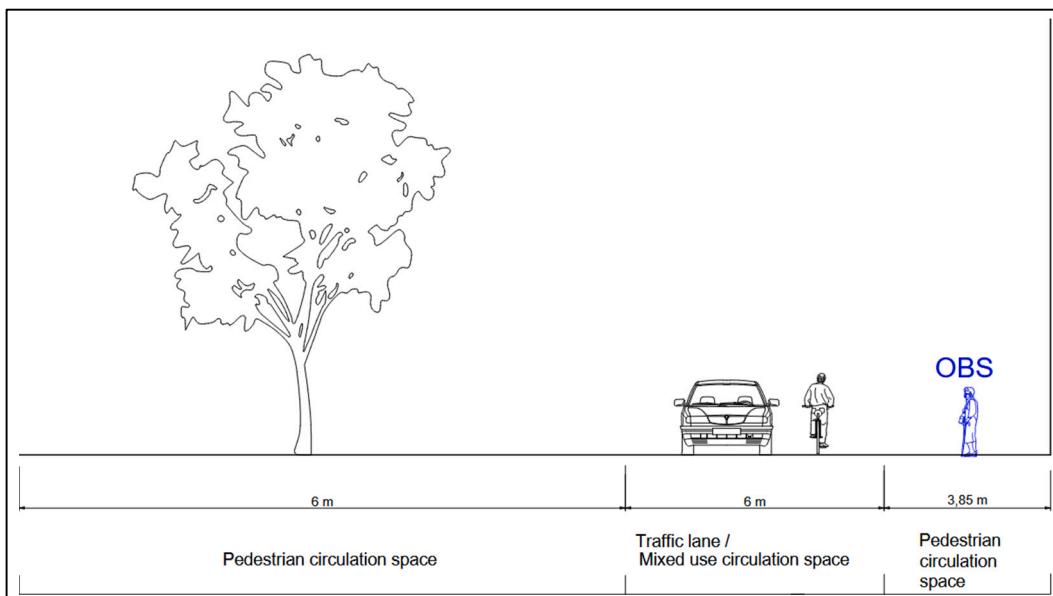 OBS
6 m
6 m
3,85 m
Pedestrian circulation space
Traffic lane /
Mixed use circulation space
Pedestrian
circulation
space